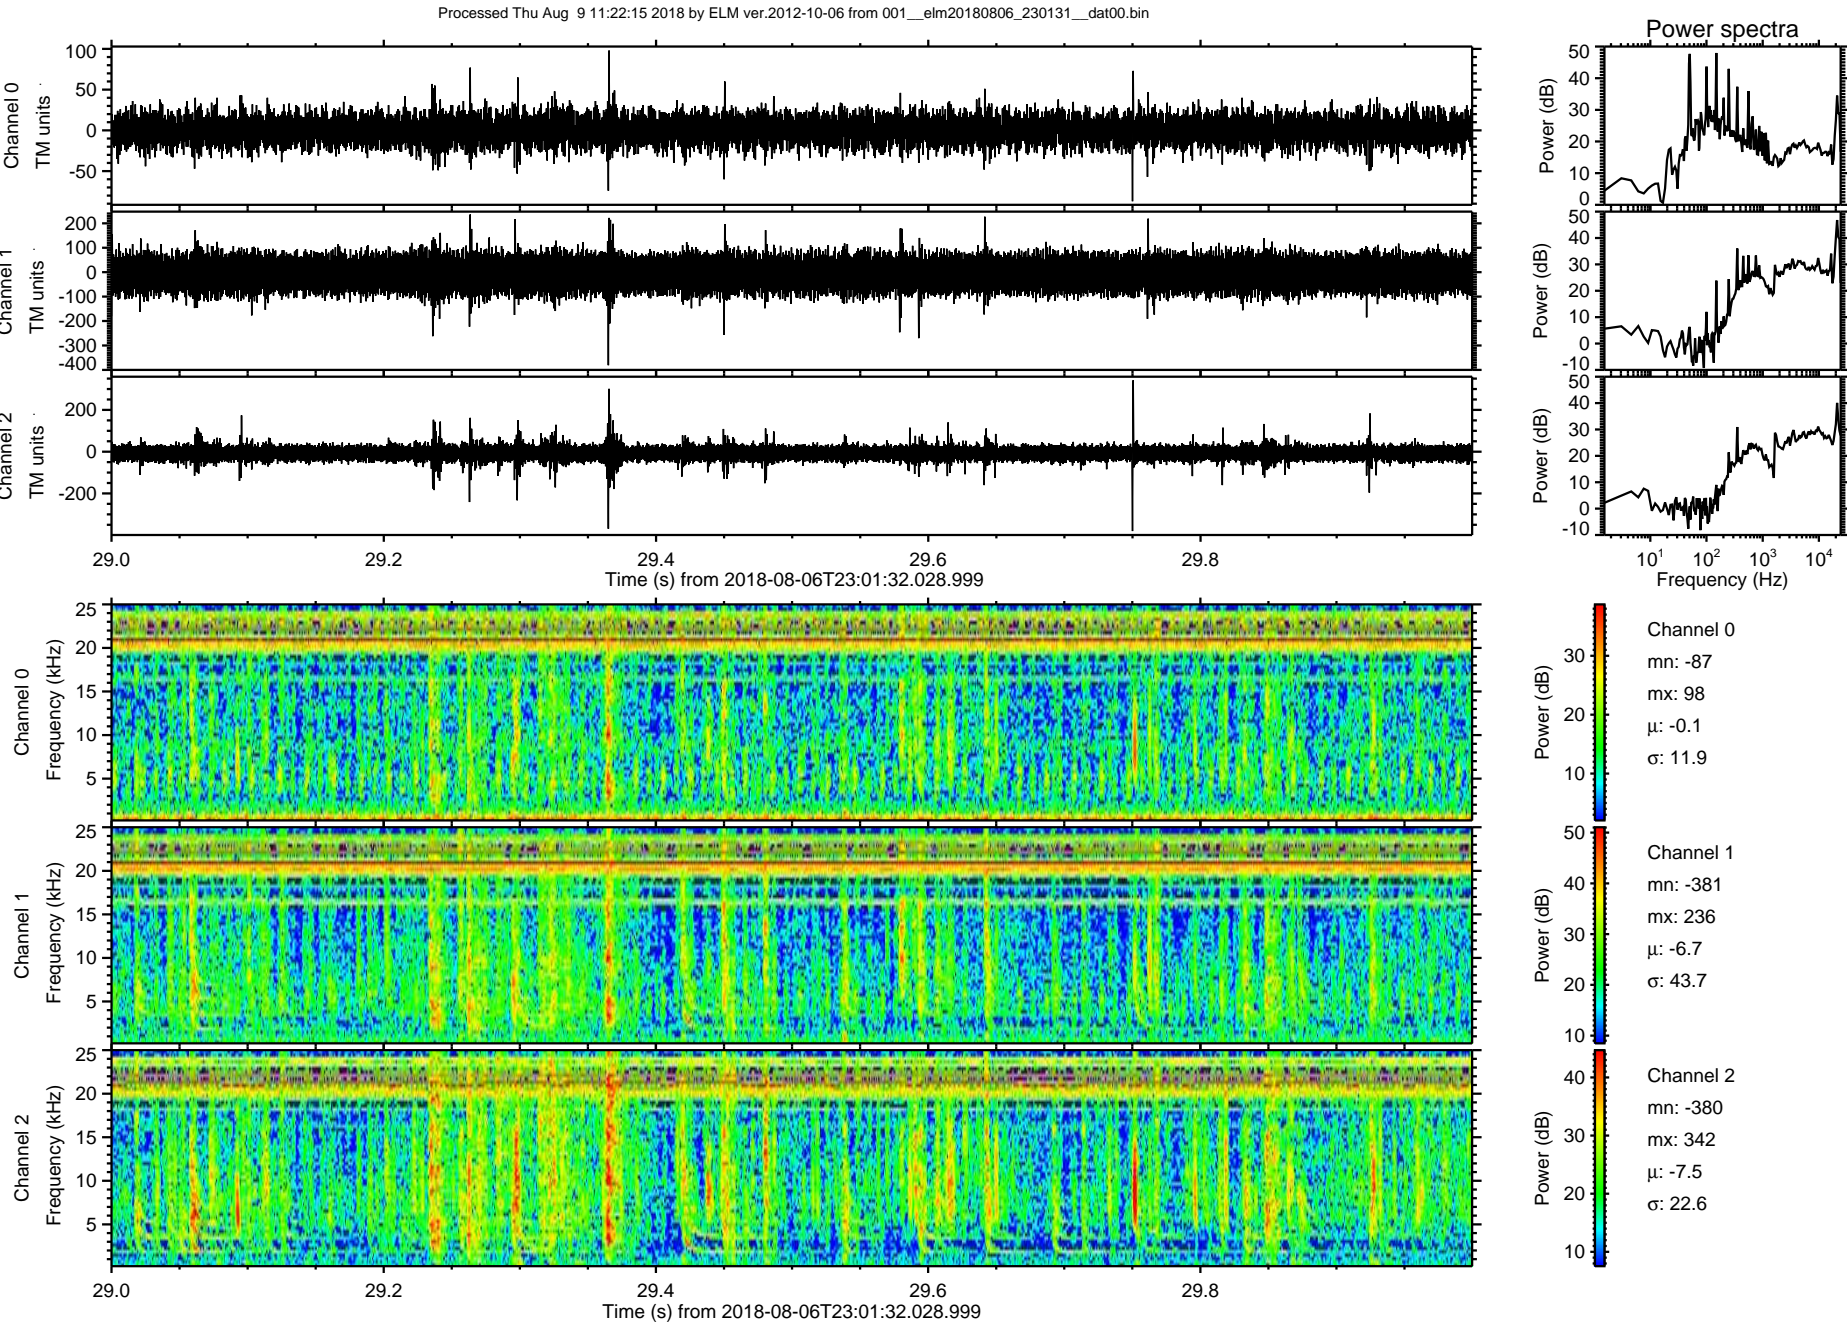 Processed Thu Aug  9 11:22:15 2018 by ELM ver.2012-10-06 from 001__elm20180806_230131__dat00.bin
Power spectra
Channel 0
TM units
100
50
0
-50
Power (dB)
50
40
30
20
10
0
Channel 1
TM units
200
100
0
-100
-200
-300
-400
Power (dB)
50
40
30
20
10
0
-10
Channel 2
TM units
200
0
-200
Power (dB)
50
40
30
20
10
0
-10
29.0 29.2 29.4 29.6 29.8
Time (s) from 2018-08-06T23:01:32.028.999
10^1 10^2 10^3 10^4
Frequency (Hz)
Channel 0
Frequency (kHz)
25
20
15
10
5
Power (dB)
30
20
10
Channel 0
mn: -87
mx: 98
μ: -0.1
σ: 11.9
Channel 1
Frequency (kHz)
25
20
15
10
5
Power (dB)
50
40
30
20
10
Channel 1
mn: -381
mx: 236
μ: -6.7
σ: 43.7
Channel 2
Frequency (kHz)
25
20
15
10
5
Power (dB)
40
30
20
10
Channel 2
mn: -380
mx: 342
μ: -7.5
σ: 22.6
29.0 29.2 29.4 29.6 29.8
Time (s) from 2018-08-06T23:01:32.028.999